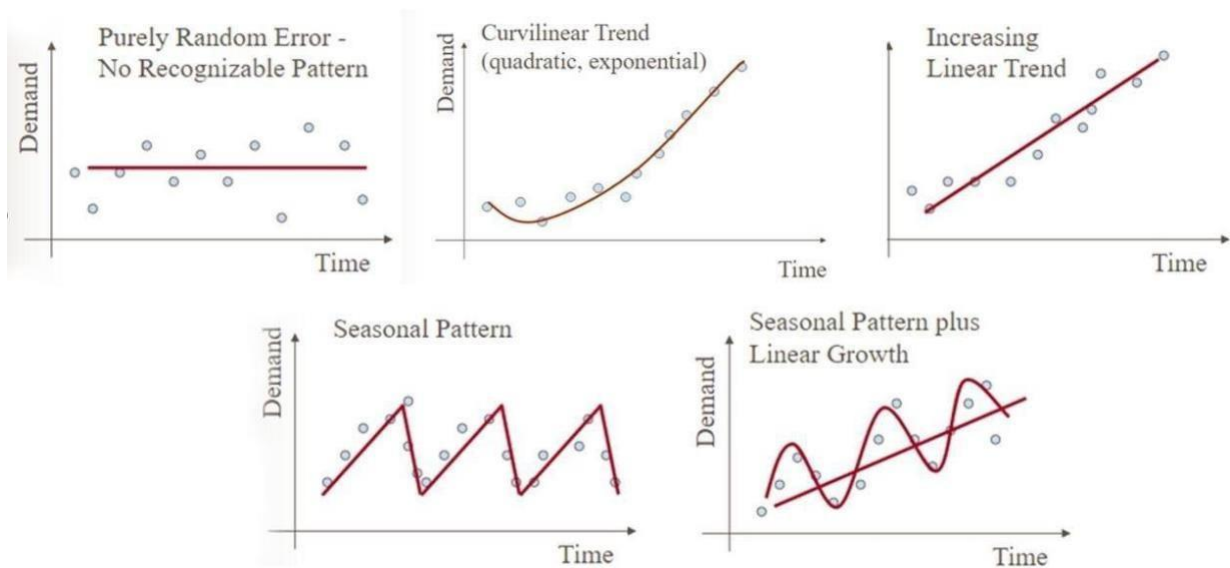 Purely Random Error -
No Recognizable Pattern
Demand
Time
Curvilinear Trend
(quadratic, exponential)
Demand
Time
Increasing
Linear Trend
Demand
Time
Seasonal Pattern
Demand
Time
Seasonal Pattern plus
Linear Growth
Demand
Time